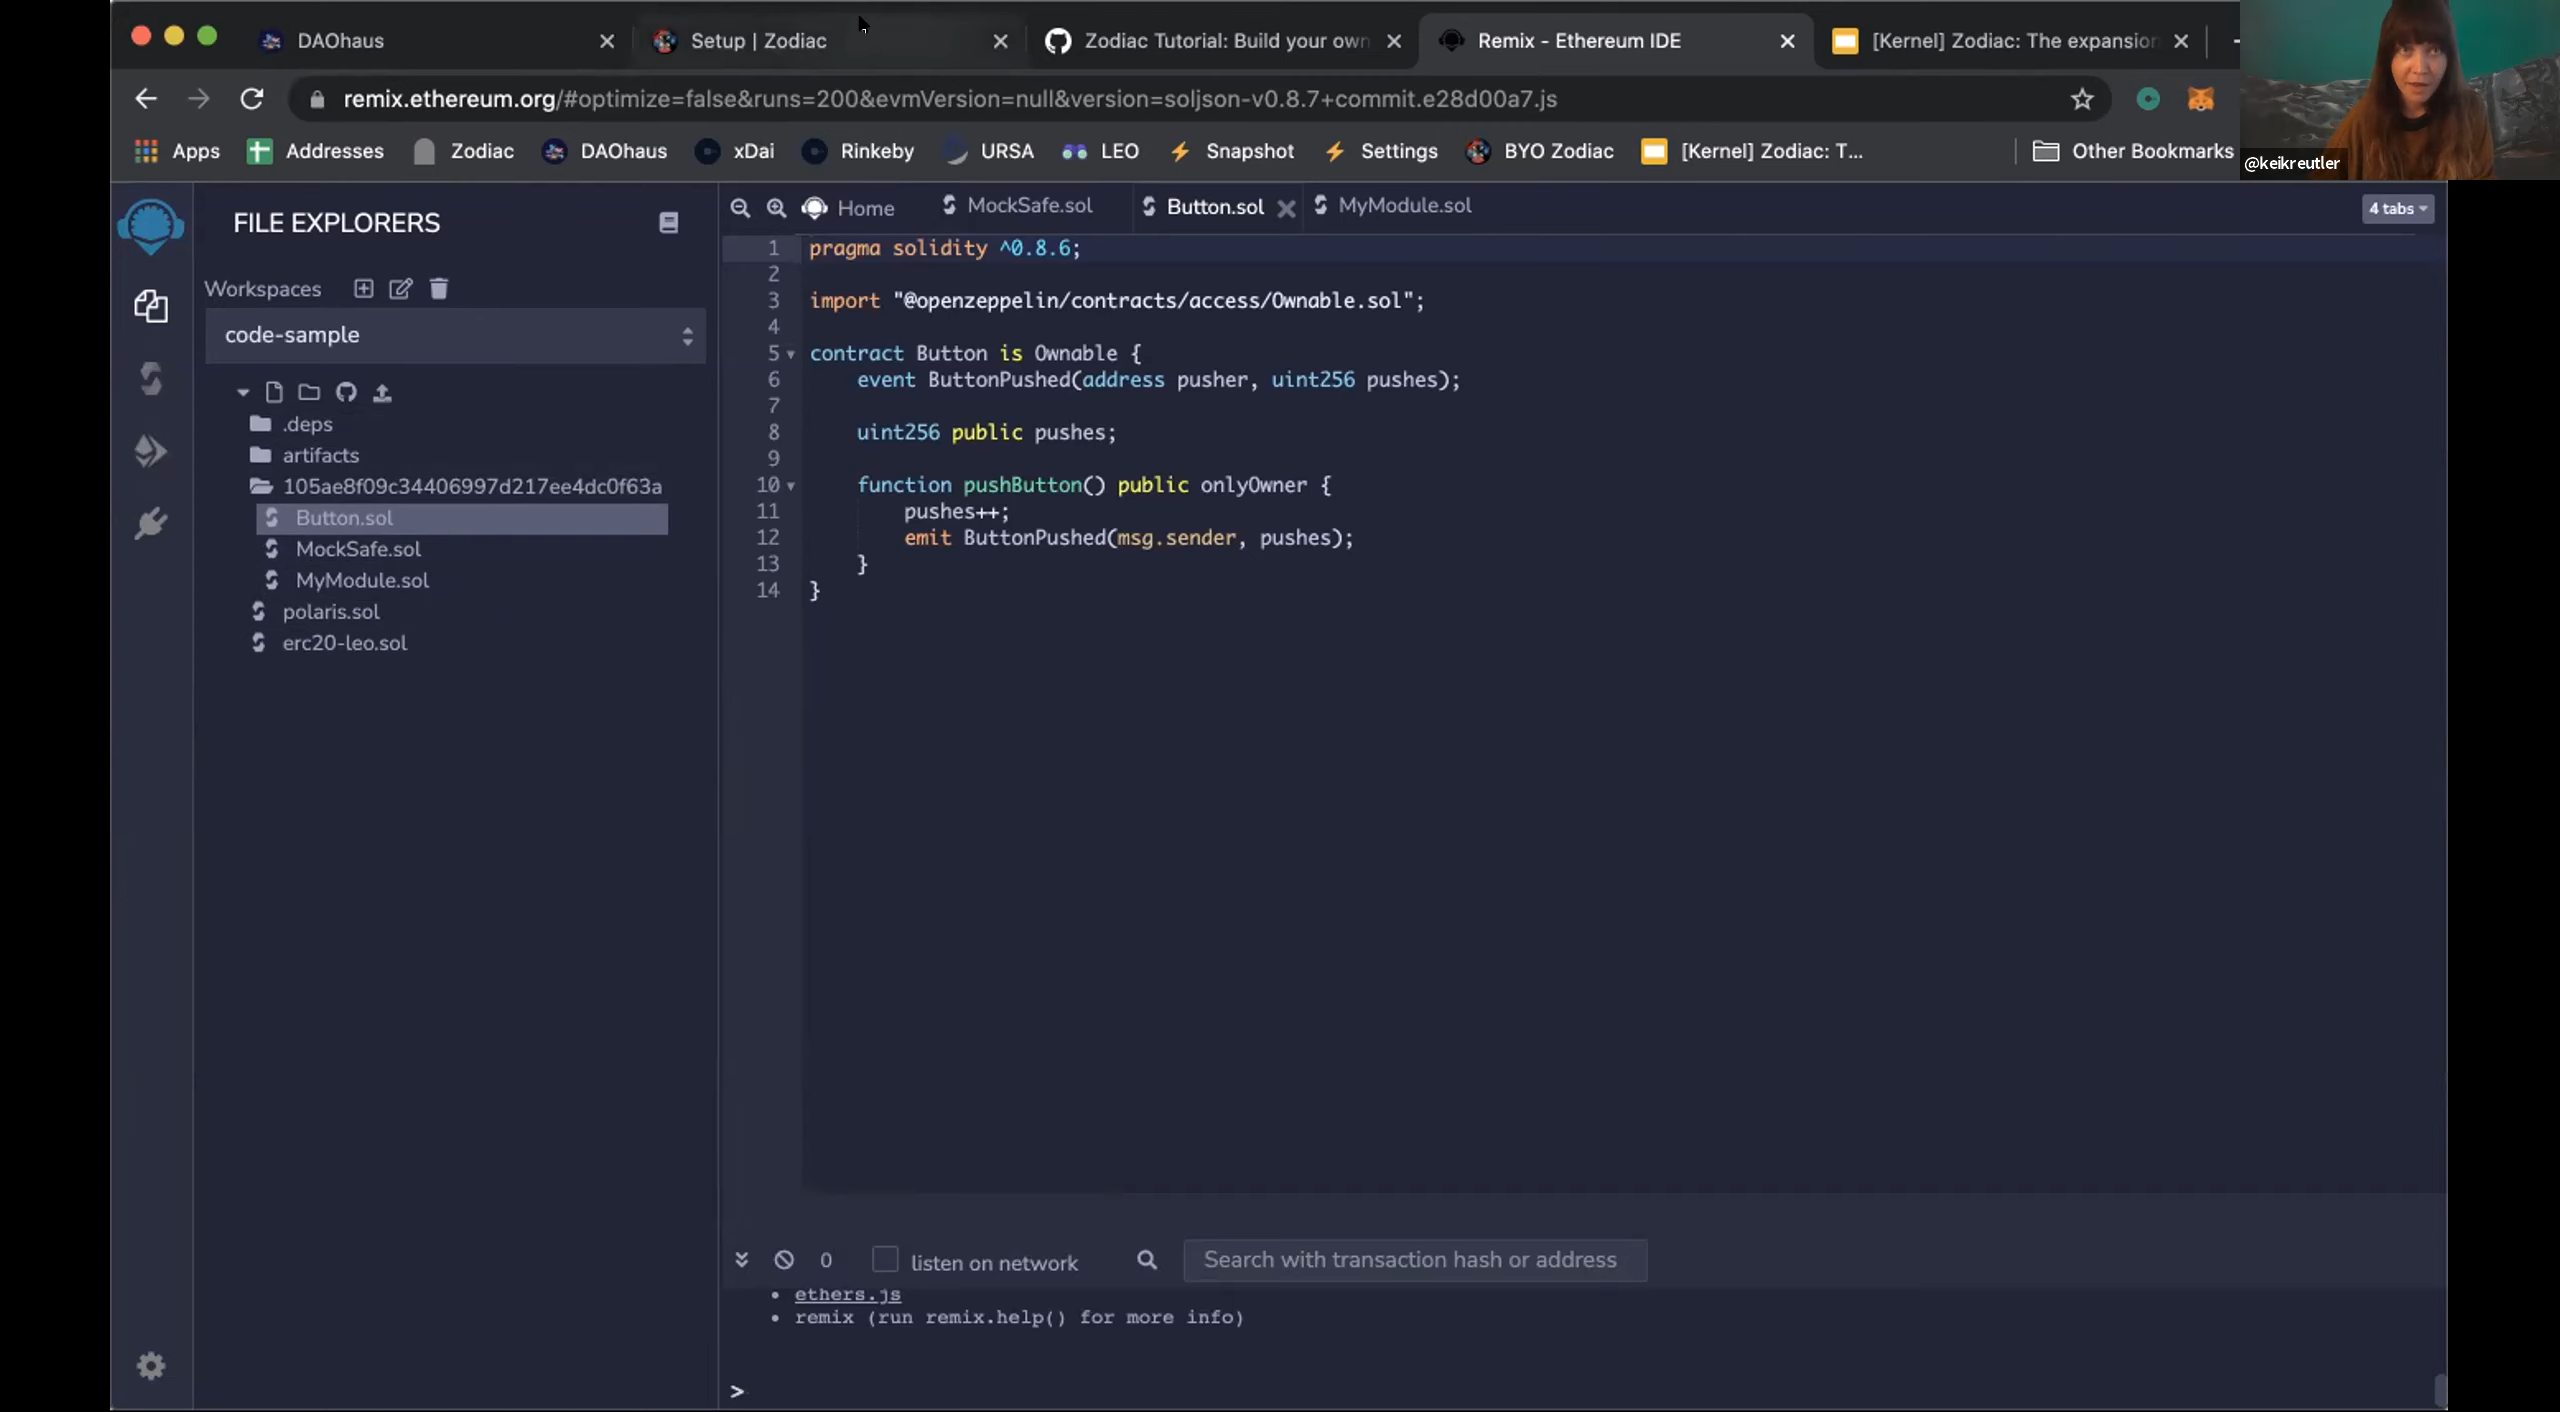 DAOhaus
Setup | Zodiac
Zodiac Tutorial: Build your own
Remix - Ethereum IDE
[Kernel] Zodiac: The expansion
remix.ethereum.org/#optimize=false&runs=200&evmVersion=null&version=soljson-v0.8.7+commit.e28d00a7.js
Apps
Addresses
Zodiac
DAOhaus
xDai
Rinkeby
URSA
LEO
Snapshot
Settings
BYO Zodiac
[Kernel] Zodiac: T...
Other Bookmarks
@keikreutler
FILE EXPLORERS
Workspaces
code-sample
.deps
artifacts
105ae8f09c34406997d217ee4dc0f63a
Button.sol
MockSafe.sol
MyModule.sol
polaris.sol
erc20-leo.sol
Home
MockSafe.sol
Button.sol
MyModule.sol
4 tabs
1 pragma solidity ^0.8.6;
2
3 import "@openzeppelin/contracts/access/Ownable.sol";
4
5 contract Button is Ownable {
6     event ButtonPushed(address pusher, uint256 pushes);
7
8     uint256 public pushes;
9
10     function pushButton() public onlyOwner {
11         pushes++;
12         emit ButtonPushed(msg.sender, pushes);
13     }
14 }
0
listen on network
Search with transaction hash or address
• ethers.js
• remix (run remix.help() for more info)
>